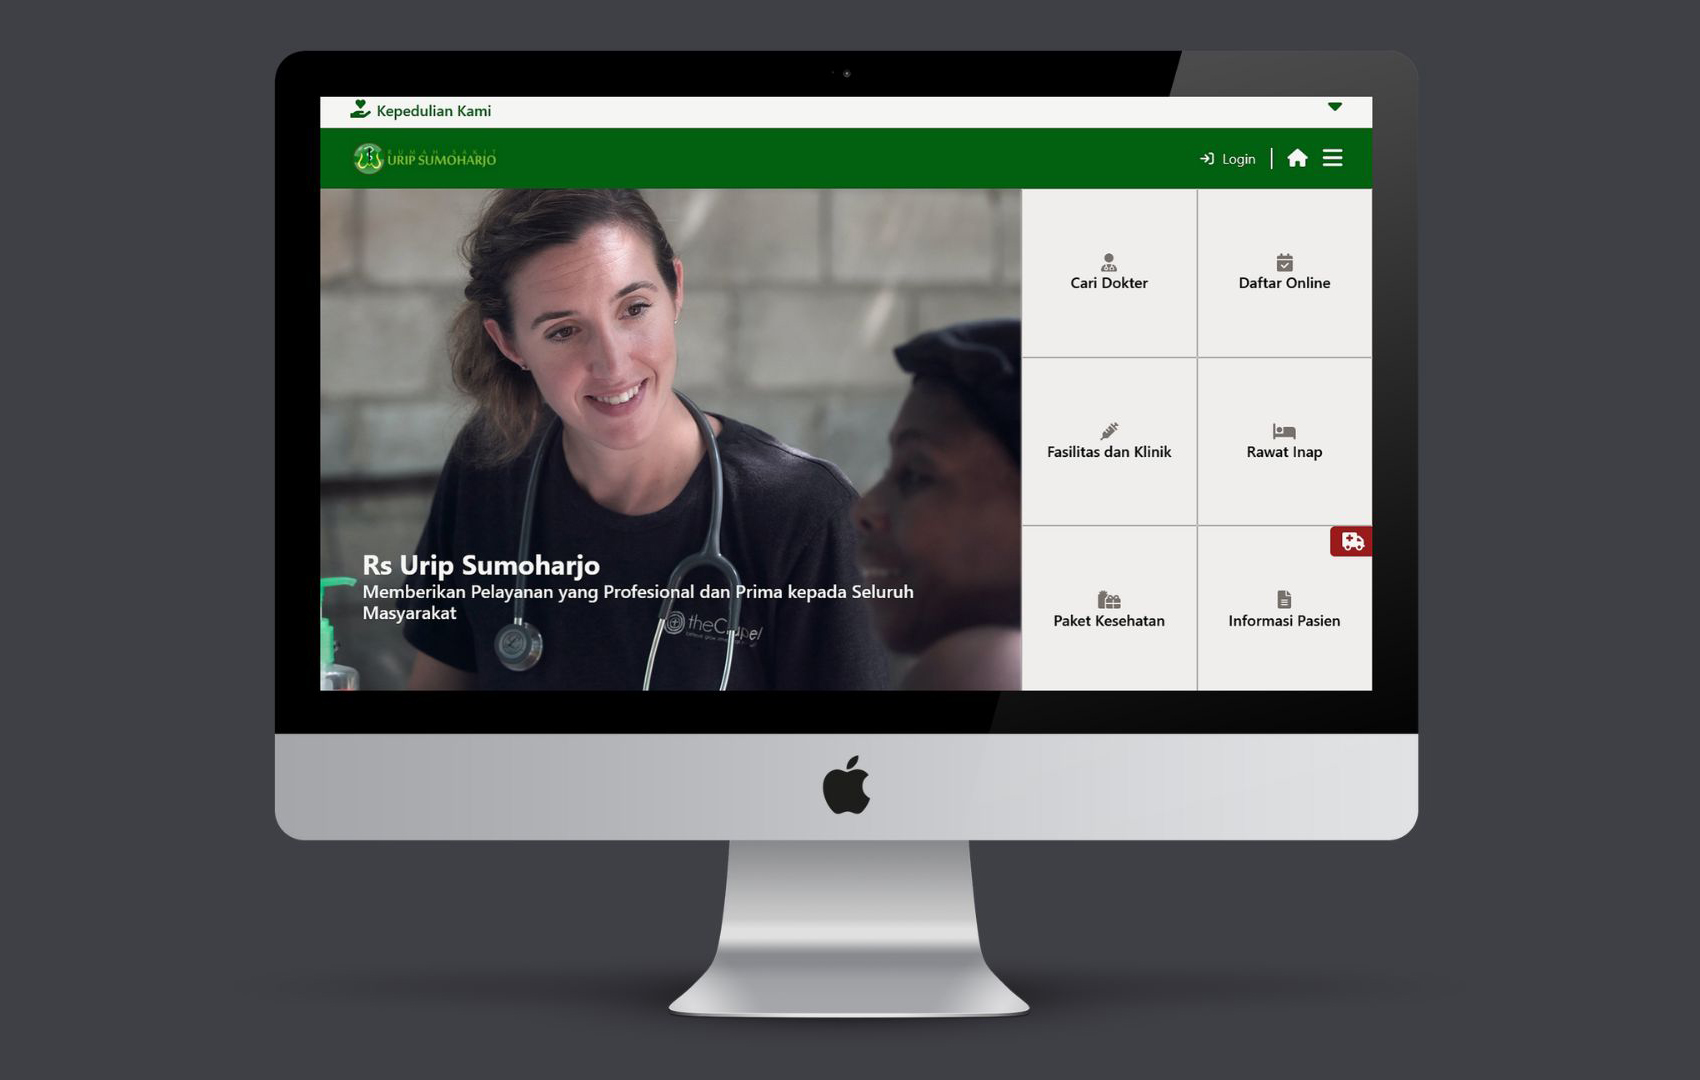 Kepedulian Kami
RUMAH SAKIT
URIP SUMOHARJO
Login
Cari Dokter
Daftar Online
Fasilitas dan Klinik
Rawat Inap
Paket Kesehatan
Informasi Pasien
Rs Urip Sumoharjo
Memberikan Pelayanan yang Profesional dan Prima kepada Seluruh
Masyarakat